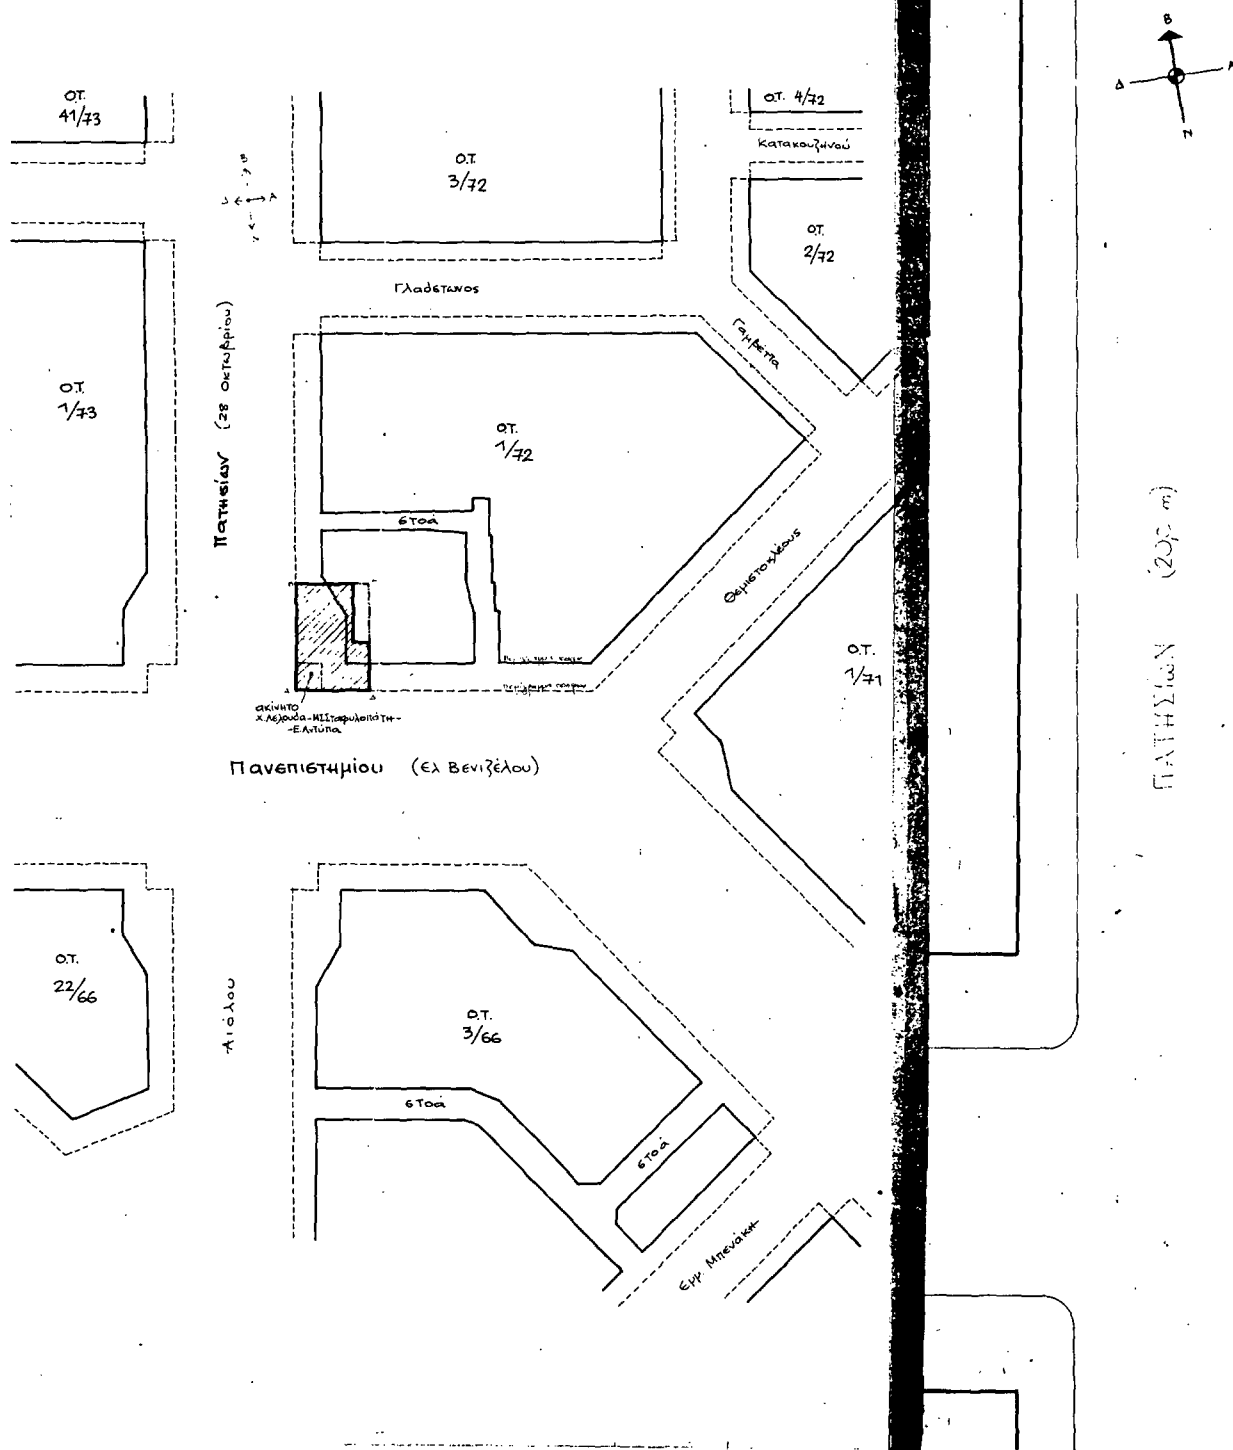 Β
Δ
Ν
Ο.Τ.
41/73
Ο.Τ. 4/72
Κατακουζηνού
Ο.Τ.
3/72
Ο.Τ.
2/72
Γλάδστωνος
Γαμβέττα
Πατησίων (28 Οκτωβρίου)
Ο.Τ.
1/73
Ο.Τ.
1/72
στοά
Θεμιστοκλέους
Ο.Τ.
1/71
ΠΑΤΗΣΙΩΝ
ακίνητο
Πανεπιστημίου (Ελ Βενιζέλου)
Ο.Τ.
22/66
Αιόλου
Ο.Τ.
3/66
στοά
στοά
Εμμ. Μπενάκη